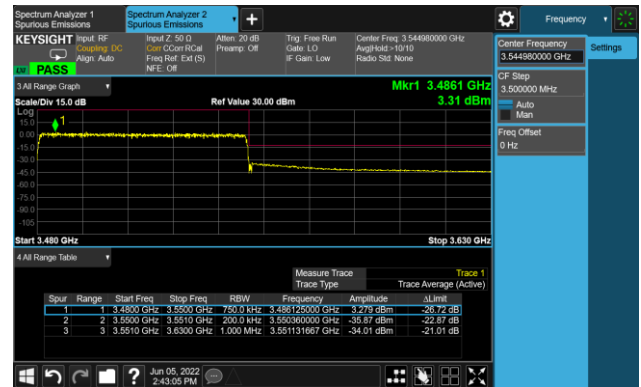 Spectrum Analyzer 1
Spurious Emissions
Spectrum Analyzer 2
Spurious Emissions
+
Frequency
KEYSIGHT
Input: RF
Coupling: DC
Align: Auto
Input Z: 50 Ω
Corr CCorr RCal
Freq Ref: Ext (S)
NFE: Off
Atten: 20 dB
Preamp: Off
Trig: Free Run
Gate: LO
IF Gain: Low
Center Freq: 3.544980000 GHz
Avg|Hold:>10/10
Radio Std: None
LXI PASS
Center Frequency
3.544980000 GHz
Settings
CF Step
3.500000 MHz
Auto
Man
Freq Offset
0 Hz
3 All Range Graph
Mkr1 3.4861 GHz
Scale/Div 15.0 dB
Ref Value 30.00 dBm
3.31 dBm
Log
15.0
0.00
-15.0
-30.0
-45.0
-60.0
-75.0
-90.0
-105
1
Start 3.480 GHz
Stop 3.630 GHz
4 All Range Table
Measure Trace Trace 1
Trace Type Trace Average (Active)
Spur Range Start Freq Stop Freq RBW Frequency Amplitude ΔLimit
1 1 3.4800 GHz 3.5500 GHz 750.0 kHz 3.486125000 GHz 3.279 dBm -26.72 dB
2 2 3.5500 GHz 3.5510 GHz 200.0 kHz 3.550360000 GHz -35.87 dBm -22.87 dB
3 3 3.5510 GHz 3.6300 GHz 1.000 MHz 3.551131667 GHz -34.01 dBm -21.01 dB
?
Jun 05, 2022
2:43:05 PM